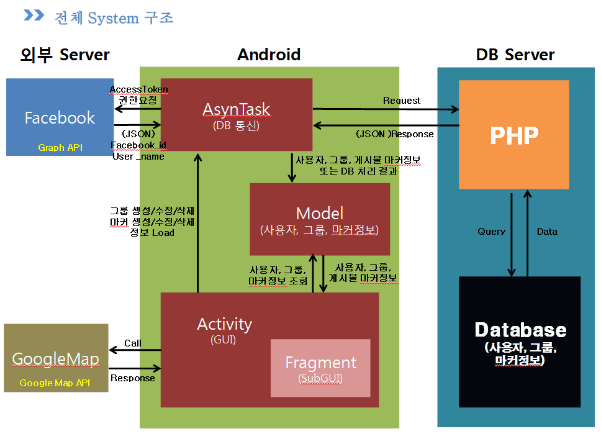 전체 System 구조
외부 Server
Android
DB Server
Facebook
Graph API
AccessToken
권한요청
(JSON)
Facebook_id
User_name
AsynTask
(DB 통신)
Request
(JSON )Response
PHP
사용자, 그룹, 게시물 마커정보
또는 DB 처리 결과
그룹 생성/수정/삭제
마커 생성/수정/삭제
정보 Load
Model
(사용자, 그룹, 마커정보)
Query
Data
사용자, 그룹,
마커정보 조회
사용자, 그룹,
게시물 마커정보
Activity
(GUI)
Fragment
(SubGUI)
GoogleMap
Google Map API
Call
Response
Database
(사용자, 그룹,
마커정보)